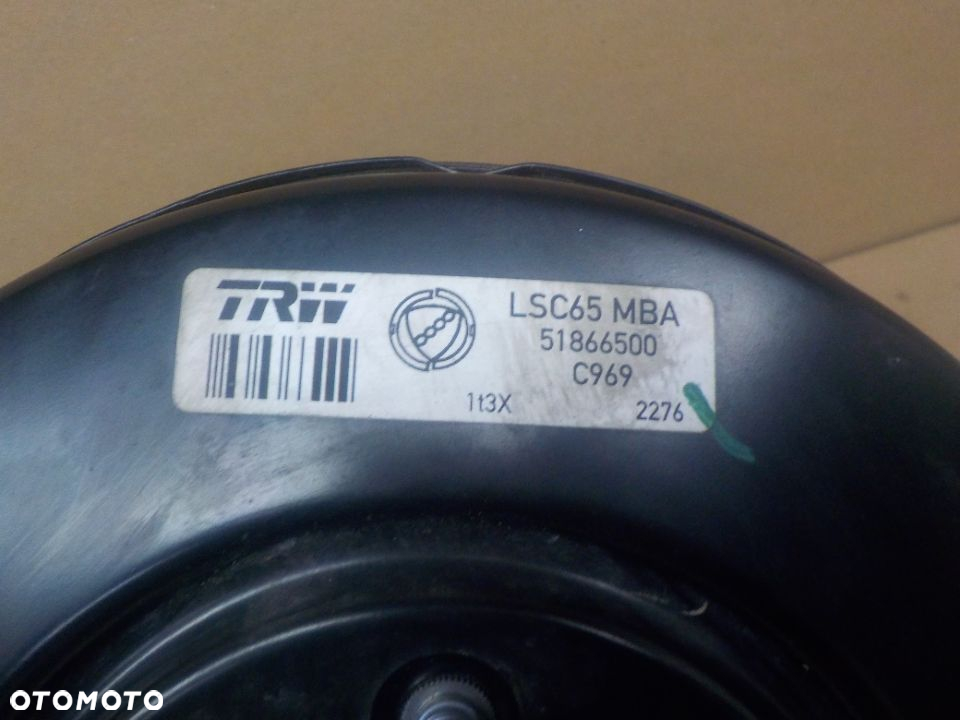 TRW
LSC65 MBA
51866500
C969
1t3X
2276
OTOMOTO